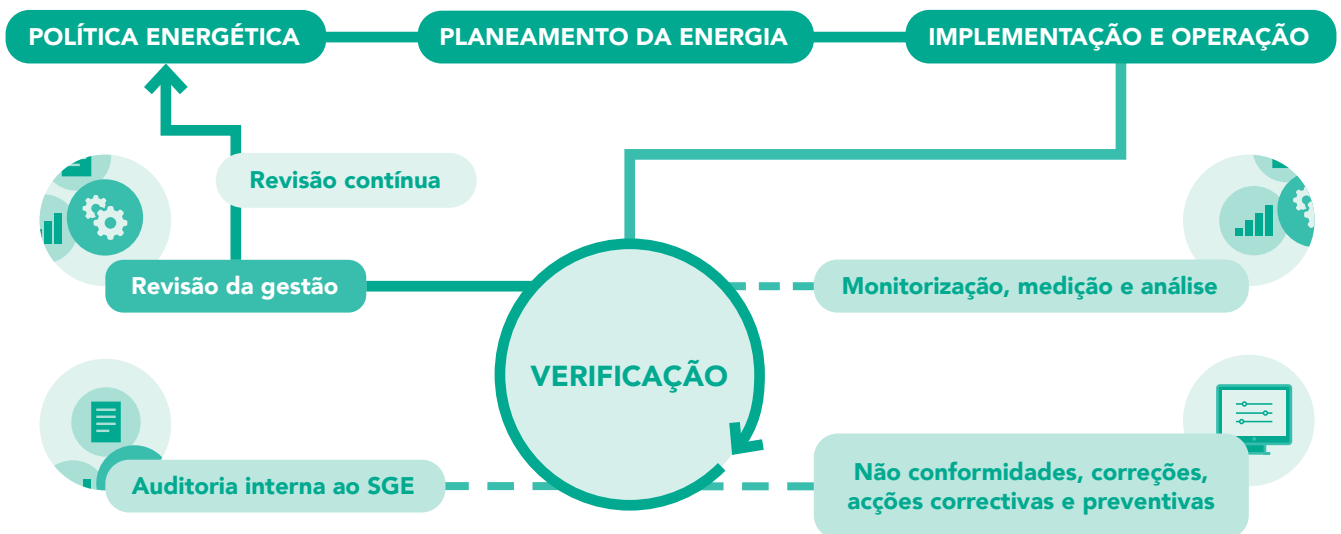 POLÍTICA ENERGÉTICA
PLANEAMENTO DA ENERGIA
IMPLEMENTAÇÃO E OPERAÇÃO
Revisão contínua
Revisão da gestão
Monitorização, medição e análise
VERIFICAÇÃO
Auditoria interna ao SGE
Não conformidades, correções,
acções correctivas e preventivas